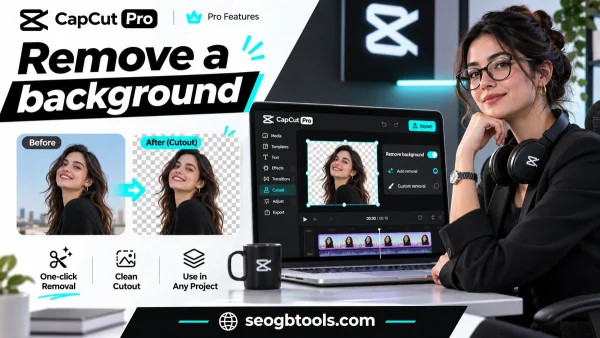 CapCut Pro
Pro Features
Remove a
background
Before
After (Cutout)
One-click
Removal
Clean
Cutout
Use in
Any Project
CapCut Pro
Export
Media
Templates
Text
Effects
Transitions
Cutout
Adjust
Export
Remove background
Auto removal
Custom removal
seogbtools.com